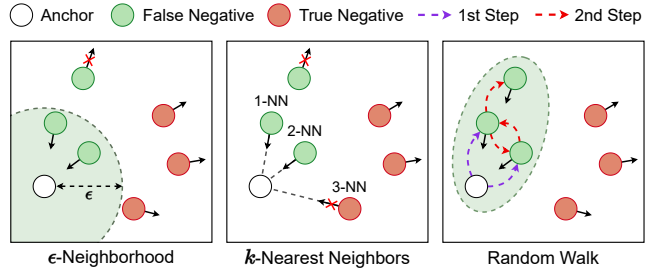 Anchor False Negative True Negative 1st Step 2nd Step
1-NN
2-NN
3-NN
ϵ
ϵ-Neighborhood k-Nearest Neighbors Random Walk